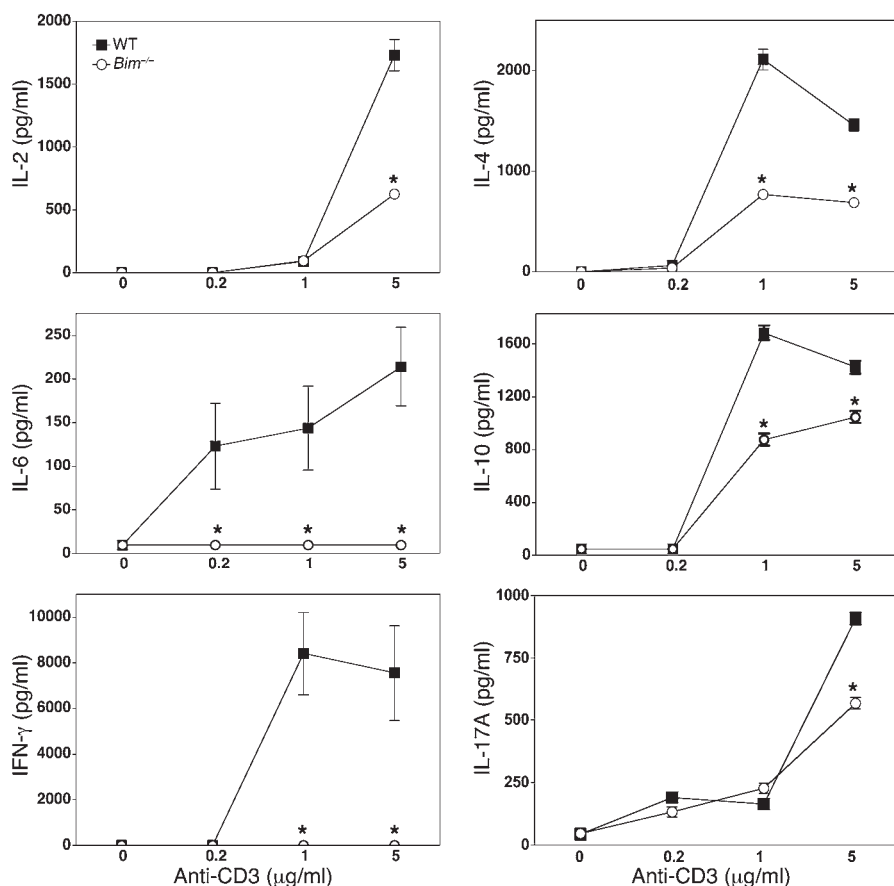 2000
1500
1000
500
0
IL-2 (pg/ml)
WT
Bim⁻/⁻
*
0 0.2 1 5
2000
1000
0
IL-4 (pg/ml)
* *
0 0.2 1 5
250
200
150
100
50
0
IL-6 (pg/ml)
* * *
0 0.2 1 5
1600
1200
800
400
0
IL-10 (pg/ml)
* *
0 0.2 1 5
10000
8000
6000
4000
2000
0
IFN-γ (pg/ml)
* *
0 0.2 1 5
Anti-CD3 (μg/ml)
1000
750
500
250
0
IL-17A (pg/ml)
*
0 0.2 1 5
Anti-CD3 (μg/ml)